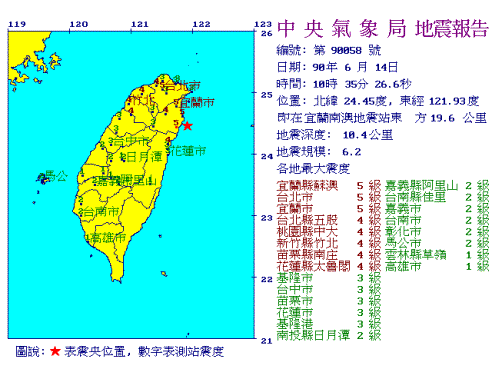 119 120 121 122 123
26
25
24
23
22
21
台北市
竹北
宜蘭市
台中市
花蓮市
日月潭
馬公
嘉義
阿里山
台南市
高雄市
圖說: ★ 表震央位置, 數字表測站震度
中央氣象局 地震報告
編號: 第 90058 號
日期: 90年 6 月 14日
時間: 10時 35分 26.6秒
位置: 北緯 24.45度, 東經 121.93度
即在宜蘭南澳地震站東 方 19.6 公里
地震深度: 10.4公里
地震規模: 6.2
各地最大震度
宜蘭縣蘇澳 5 級 嘉義縣阿里山 2 級
台北市 5 級 台南縣佳里 2 級
宜蘭市 5 級 嘉義市 2 級
台北縣五股 4 級 台南市 2 級
桃園縣中大 4 級 彰化市 2 級
新竹縣竹北 4 級 馬公市 2 級
苗栗縣南庄 4 級 雲林縣草嶺 1 級
花蓮縣太魯閣 4 級 高雄市 1 級
基隆市 3 級
台中市 3 級
苗栗市 3 級
花蓮市 3 級
基隆港 3 級
南投縣日月潭 2 級